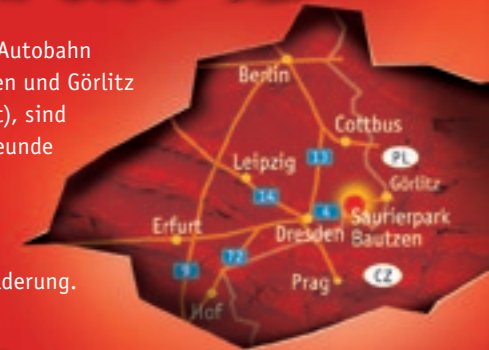 Autobahn
en und Görlitz
t), sind
eunde
derung.
Berlin
Cottbus
13
PL
Leipzig
Görlitz
14
4
Saurierpark
Erfurt
Dresden
Bautzen
72
9
Prag
CZ
Hof